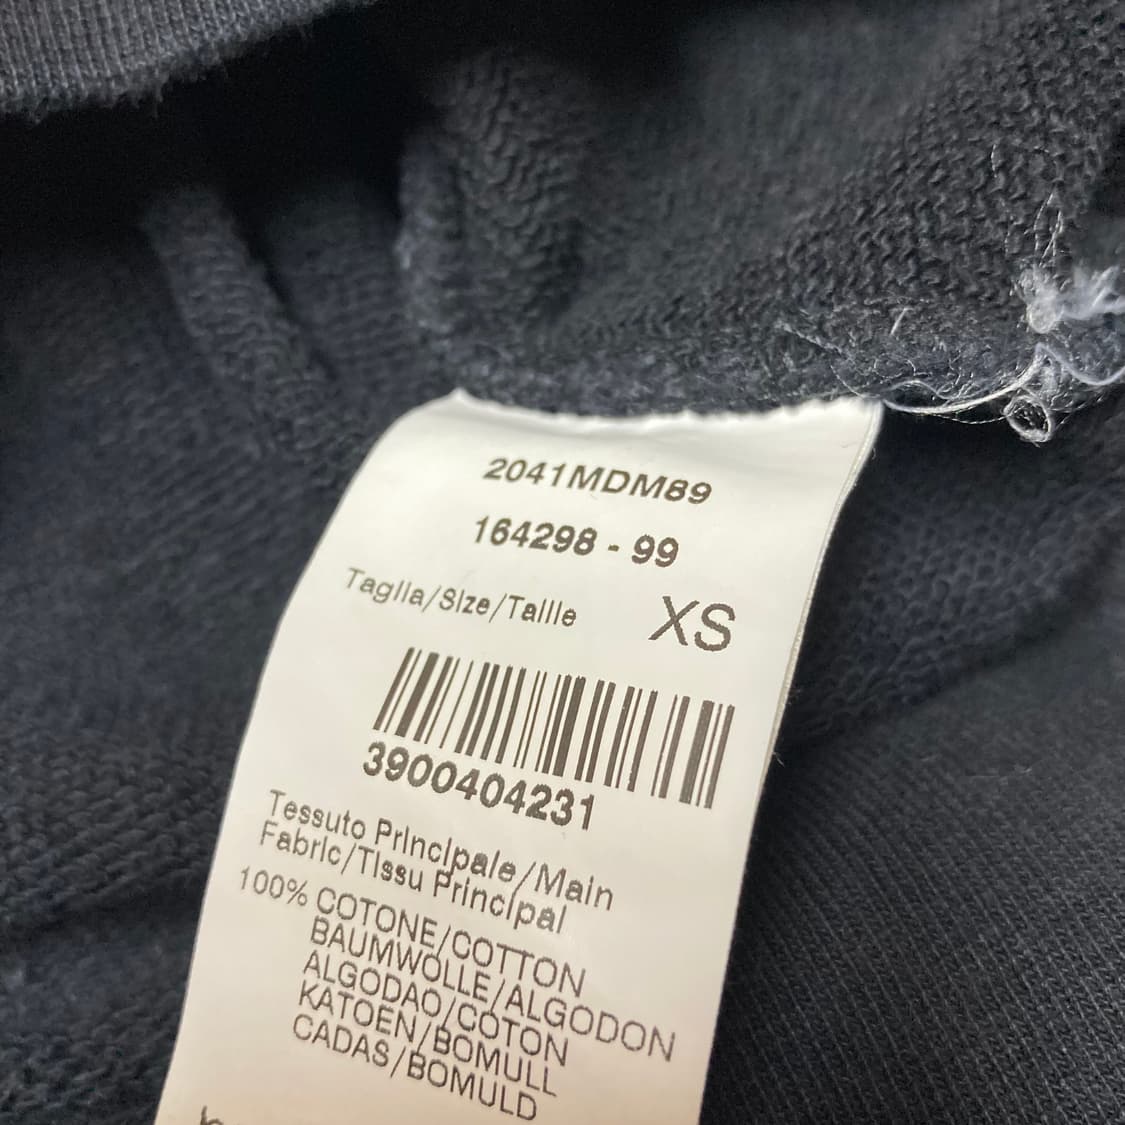 2041MDM89
164298 - 99
Taglia/Size/Taille XS
3900404231
Tessuto Principale/Main
Fabric/Tissu Principal
100% COTONE/COTTON
BAUMWOLLE/ALGODON
ALGODAO/COTON
KATOEN/BOMULL
CADAS/BOMULD